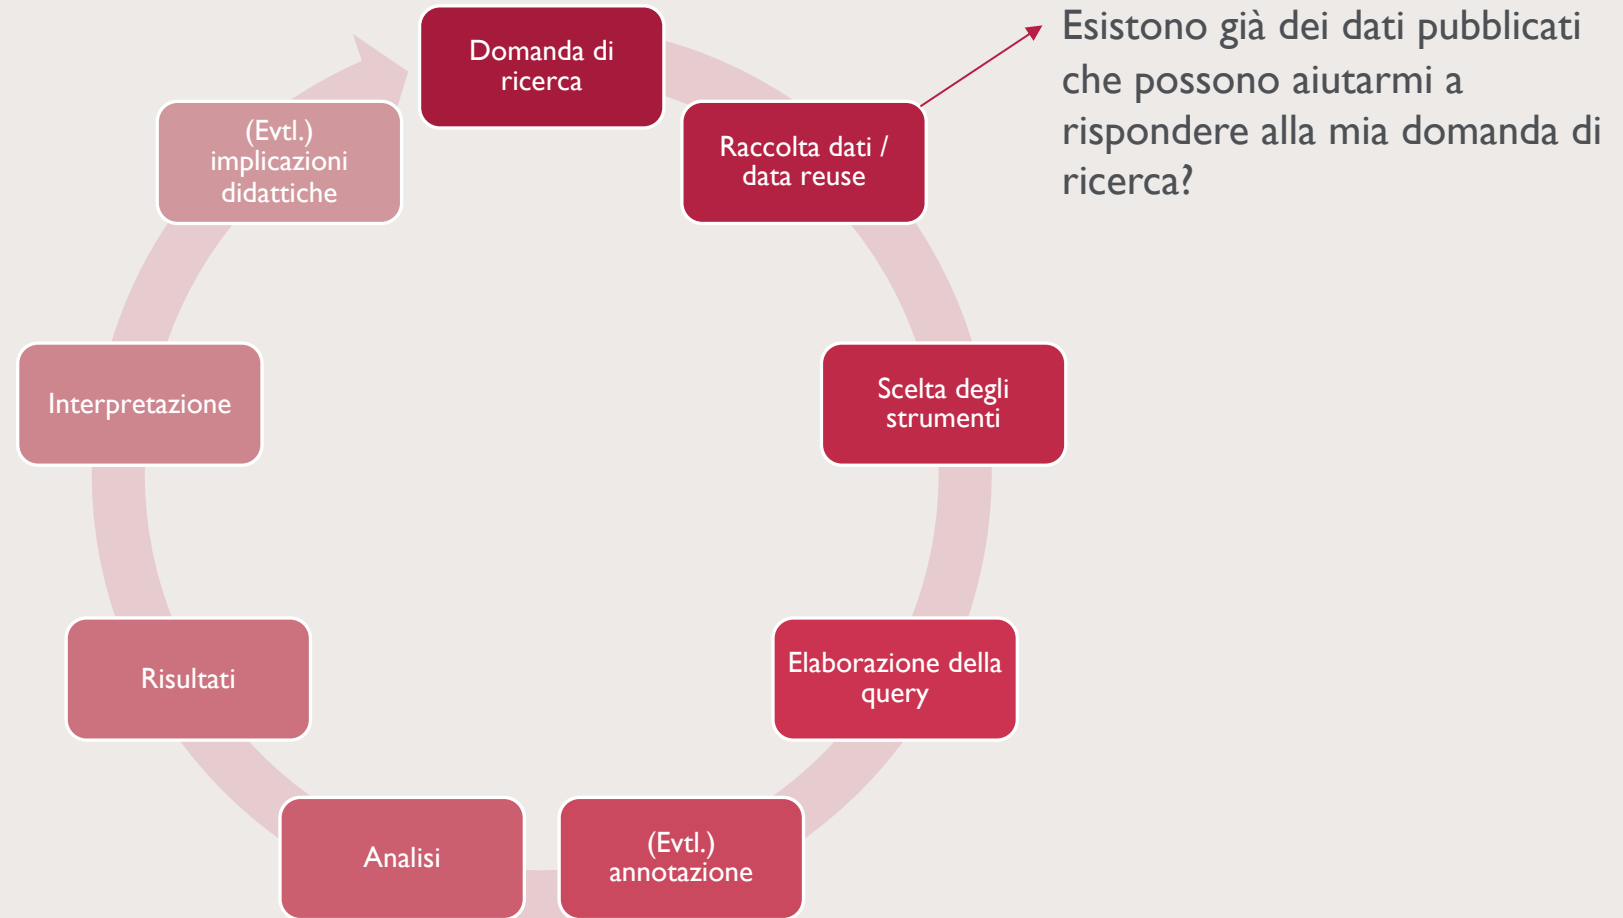 Domanda di
ricerca
Raccolta dati /
data reuse
Esistono già dei dati pubblicati
che possono aiutarmi a
rispondere alla mia domanda di
ricerca?
Scelta degli
strumenti
Elaborazione della
query
(Evtl.)
annotazione
Analisi
Risultati
Interpretazione
(Evtl.)
implicazioni
didattiche